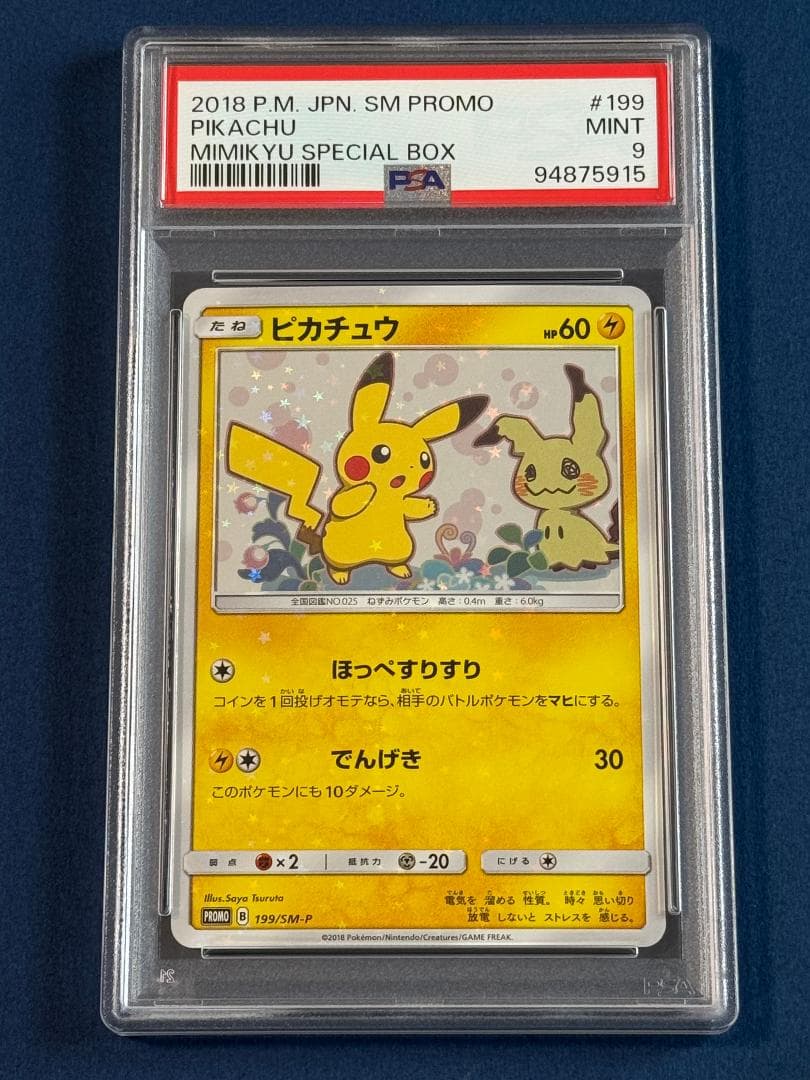 2018 P.M. JPN. SM PROMO #199
PIKACHU MINT
MIMIKYU SPECIAL BOX 9
PSA 94875915
たね ピカチュウ HP60
全国図鑑NO.025 ねずみポケモン 高さ:0.4m 重さ:6.0kg
ほっぺすりすり
コインを1回投げオモテなら、相手のバトルポケモンをマヒにする。
でんげき 30
このポケモンにも10ダメージ。
弱点 ×2 抵抗力 -20 にげる
Illus.Saya Tsuruta
電気を 溜める 性質。 時々 思い切り
放電 しないと ストレスを 感じる。
PROMO B 199/SM-P
©2018 Pokémon/Nintendo/Creatures/GAME FREAK.
PSA